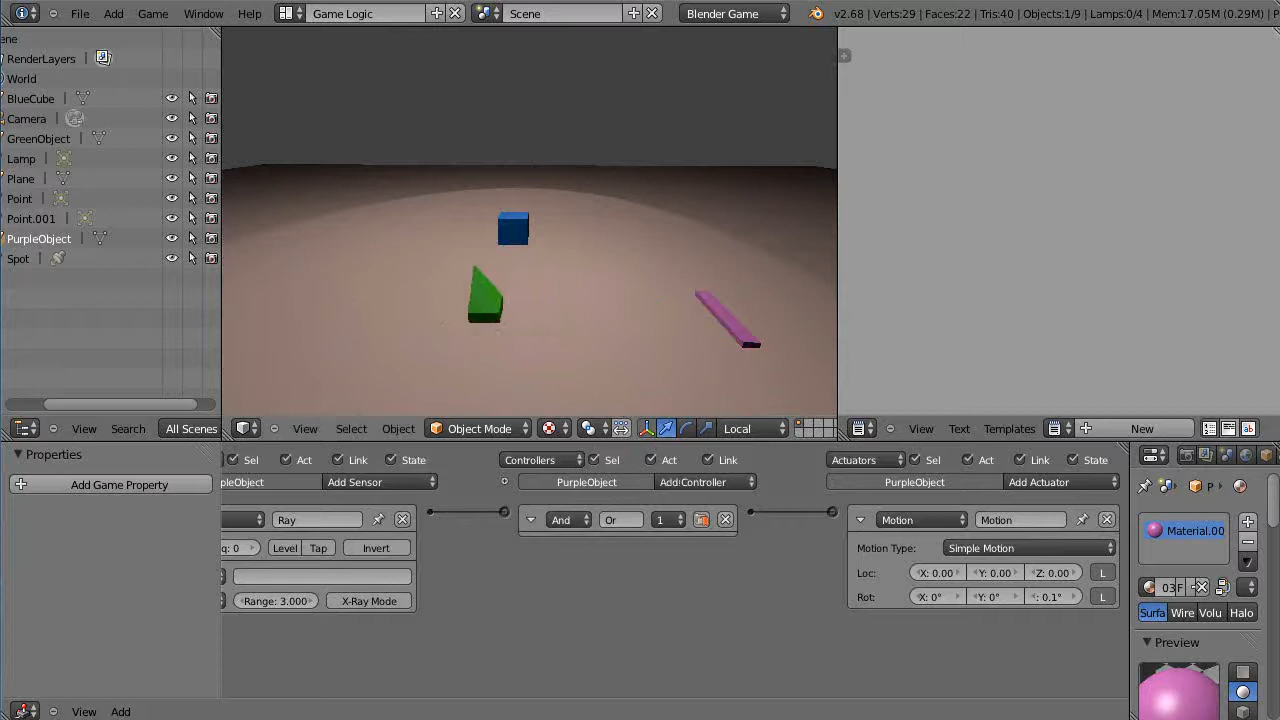 File Add Game Window Help Game Logic Scene Blender Game v2.68 | Verts:29 | Faces:22 | Tris:40 | Objects:1/9 | Lamps:0/4 | Mem:17.05M (0.29M) | P
ene
RenderLayers |
World
BlueCube |
Camera |
GreenObject |
Lamp |
Plane |
Point |
Point.001 |
PurpleObject |
Spot |
View Search All Scenes
View Select Object Object Mode Local
View Text Templates New
Properties
Add Game Property
Sel Act Link State
pleObject Add Sensor
Ray
q: 0 Level Tap Invert
Range: 3.000 X-Ray Mode
Controllers Sel Act Link
PurpleObject Add Controller
And Or 1
Actuators Sel Act Link State
PurpleObject Add Actuator
Motion Motion
Motion Type: Simple Motion
Loc: X: 0.00 Y: 0.00 Z: 0.00 L
Rot: X: 0° Y: 0° : 0.1° L
P
Material.00
03 F
Surfa Wire Volu Halo
Preview
View Add